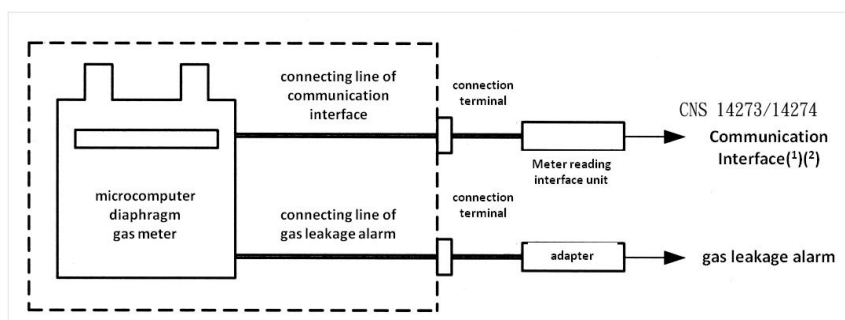 connecting line of
communication
interface
connection
terminal
CNS 14273/14274
Communication
Interface(¹)(²)
Meter reading
interface unit
microcomputer
diaphragm
gas meter
connecting line of
gas leakage alarm
connection
terminal
adapter
gas leakage alarm